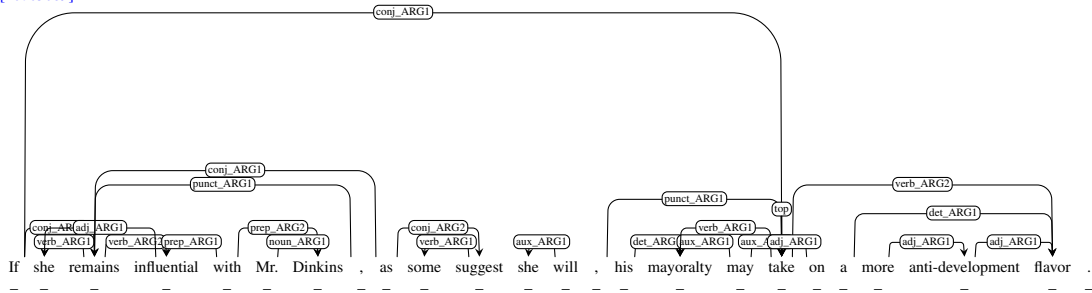 conj_ARG1
conj_ARG1
punct_ARG1
verb_ARG2
punct_ARG1
top
det_ARG1
adj_ARG1 prep_ARG2 conj_ARG2 verb_ARG1
verb_ARG1 prep_ARG1 noun_ARG1 verb_ARG1 aux_ARG1 aux_ARG1 adj_ARG1 adj_ARG1 adj_ARG1
If she remains influential with Mr. Dinkins , as some suggest she will , his mayoralty may take on a more anti-development flavor .
_ _ _ _ _ _ _ _ _ _ _ _ _ _ _ _ _ _ _ _ _ _ _ _